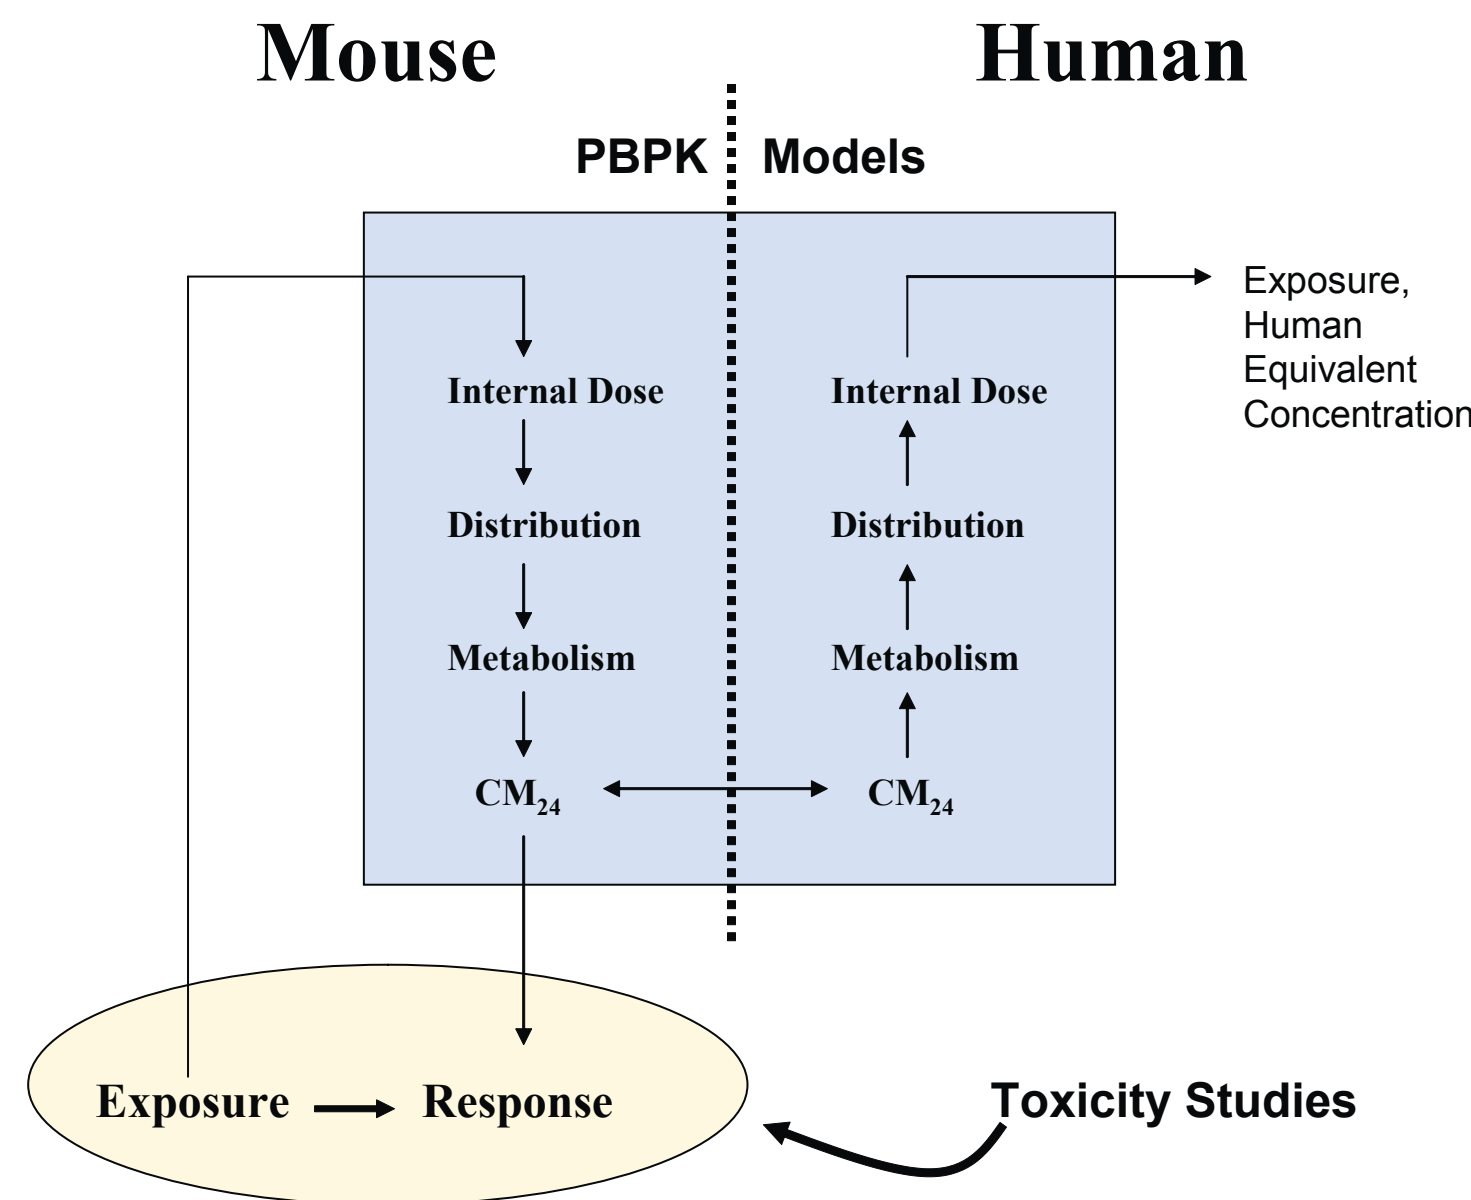 Mouse
Human
PBPK Models
Exposure,
Human
Equivalent
Concentration
Internal Dose
Internal Dose
Distribution
Distribution
Metabolism
Metabolism
CM24
CM24
Exposure
Response
Toxicity Studies